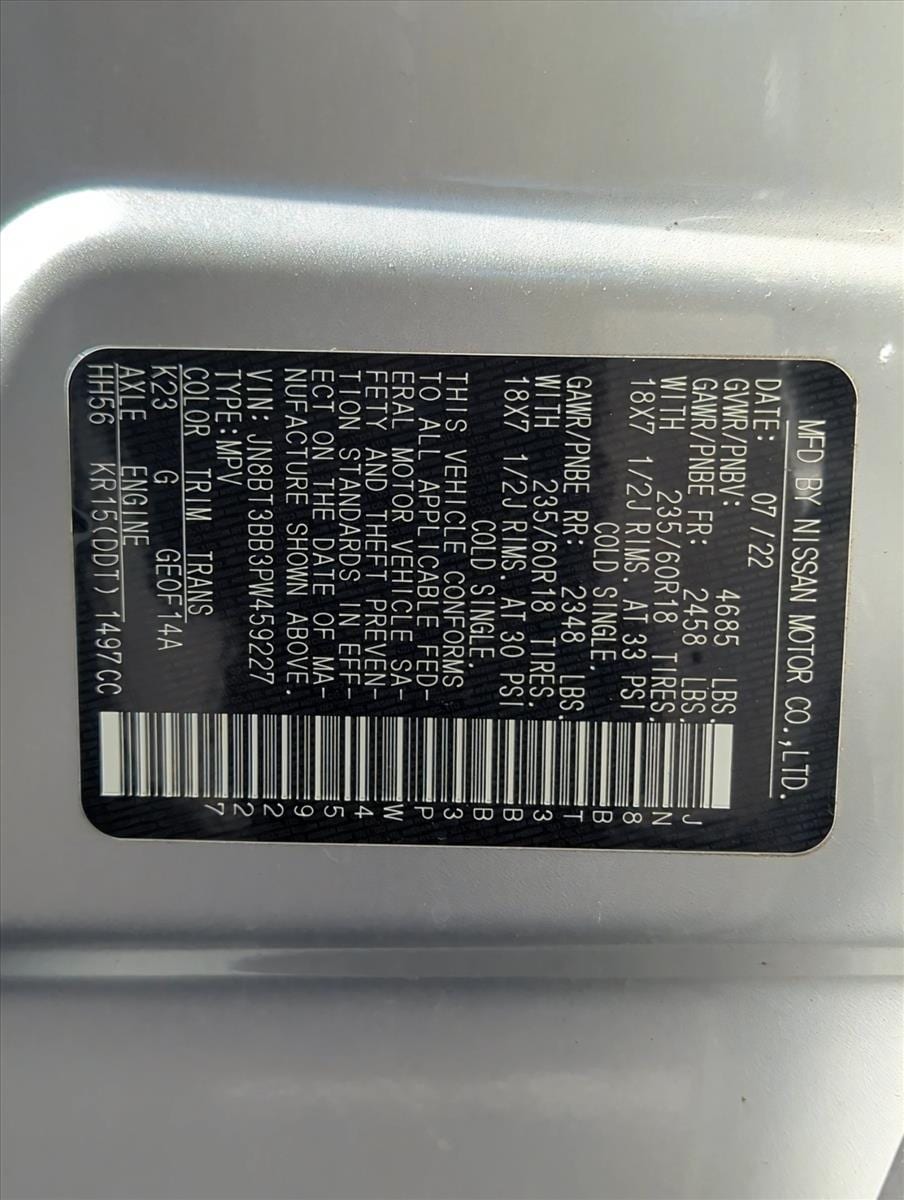 MFD BY NISSAN MOTOR CO.,LTD.
DATE: 07/22
GVWR/PNBV: 4685 LBS.
GAWR/PNBE FR: 2458 LBS.
WITH 235/60R18 TIRES.
18X7 1/2J RIMS. AT 33 PSI
COLD SINGLE.
GAWR/PNBE RR: 2348 LBS.
WITH 235/60R18 TIRES.
18X7 1/2J RIMS. AT 30 PSI
COLD SINGLE.
THIS VEHICLE CONFORMS
TO ALL APPLICABLE FED-
ERAL MOTOR VEHICLE SA-
FETY AND THEFT PREVEN-
TION STANDARDS IN EFF-
ECT ON THE DATE OF MA-
NUFACTURE SHOWN ABOVE.
VIN: JN8BT3BB3PW459227
TYPE:MPV
COLOR TRIM TRANS
K23 G GE0F14A
AXLE ENGINE
HH56 KR15(DDT) 1497CC
JN8BT3BB3PW459227